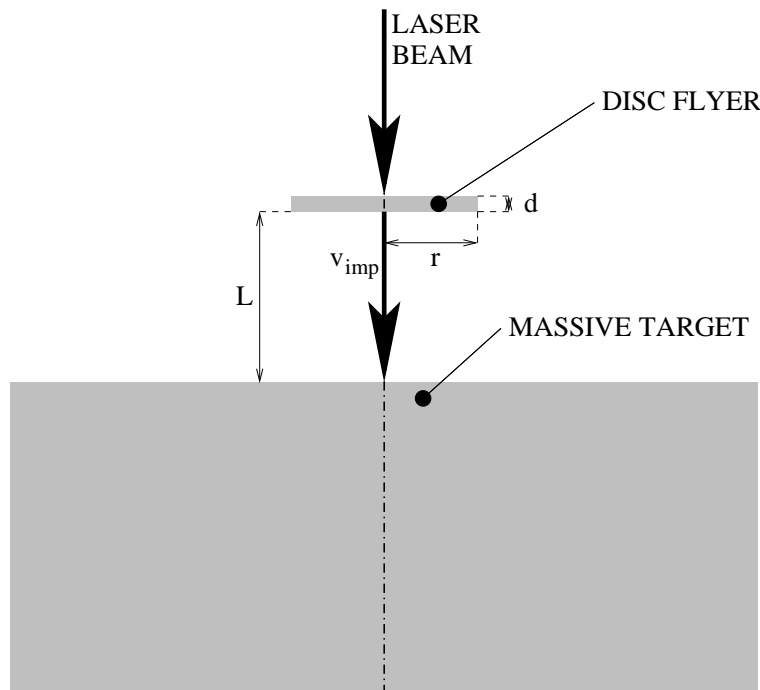 LASER
BEAM
DISC FLYER
d
v_imp
r
L
MASSIVE TARGET